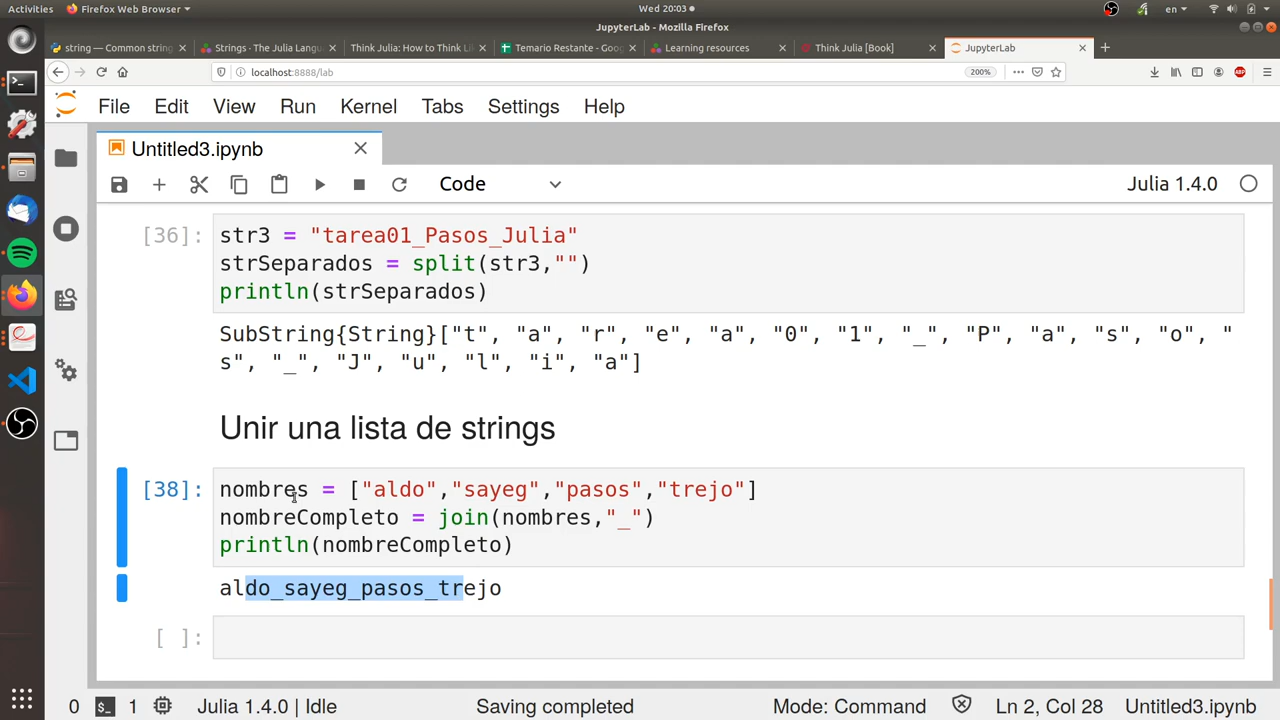 Activities
Firefox Web Browser
Wed 20:03
en
JupyterLab - Mozilla Firefox
string — Common string
Strings · The Julia Langu
Think Julia: How to Think Li
Temario Restante - Goog
Learning resources
Think Julia [Book]
JupyterLab
localhost:8888/lab
200%
ABP
File Edit View Run Kernel Tabs Settings Help
Untitled3.ipynb
Code
Julia 1.4.0
[36]:
str3 = "tarea01_Pasos_Julia"
strSeparados = split(str3,"")
println(strSeparados)
SubString{String}["t", "a", "r", "e", "a", "0", "1", "_", "P", "a", "s", "o", "
s", "_", "J", "u", "l", "i", "a"]
Unir una lista de strings
[38]:
nombres = ["aldo","sayeg","pasos","trejo"]
nombreCompleto = join(nombres,"_")
println(nombreCompleto)
aldo_sayeg_pasos_trejo
[ ]:
0 1 Julia 1.4.0 | Idle Saving completed Mode: Command Ln 2, Col 28 Untitled3.ipynb